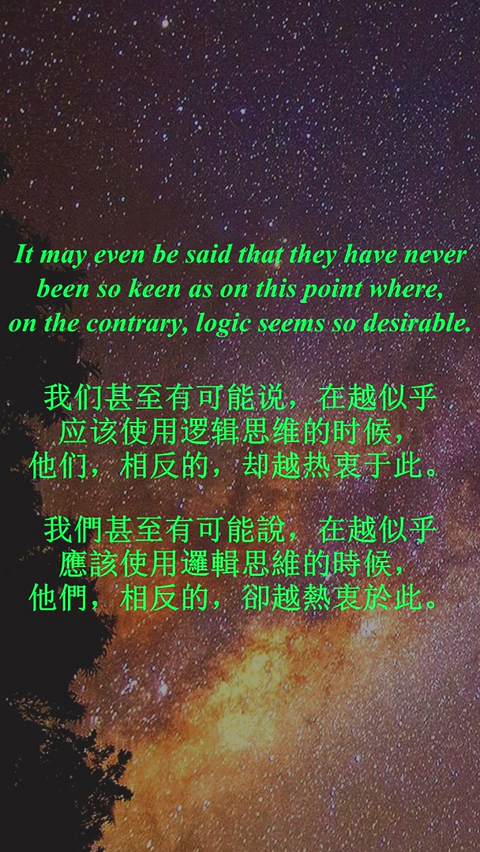 It may even be said that they have never
been so keen as on this point where,
on the contrary, logic seems so desirable.
我们甚至有可能说，在越似乎
应该使用逻辑思维的时候，
他们，相反的，却越热衷于此。
我們甚至有可能說，在越似乎
應該使用邏輯思維的時候，
他們，相反的，卻越熱衷於此。